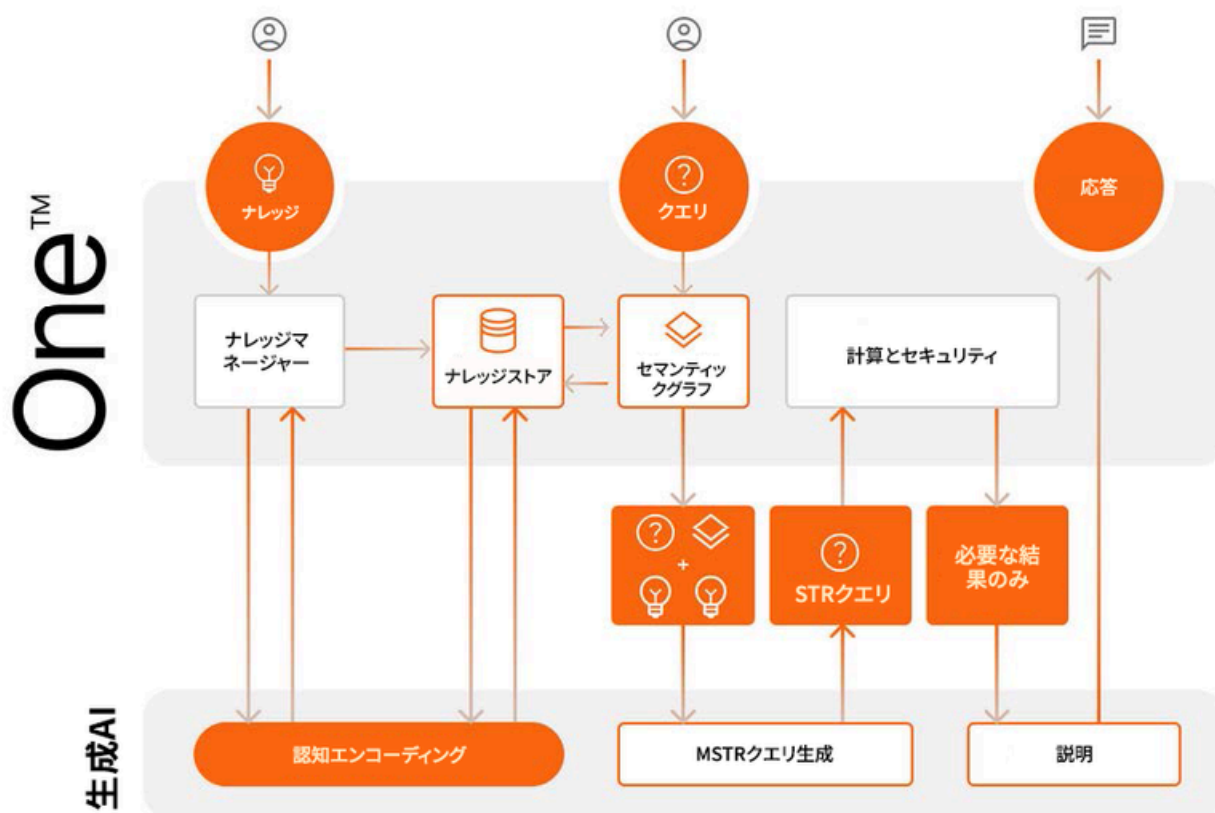 One™
ナレッジ
クエリ
応答
ナレッジマ
ネージャー
ナレッジストア
セマンティッ
クグラフ
計算とセキュリティ
+
STRクエリ
必要な結
果のみ
生成AI
認知エンコーディング
MSTRクエリ生成
説明